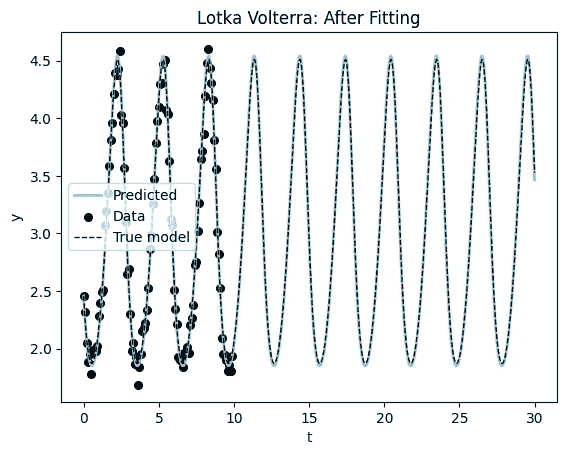 Lotka Volterra: After Fitting
y
4.5
4.0
3.5
3.0
2.5
2.0
Predicted
Data
True model
0 5 10 15 20 25 30
t